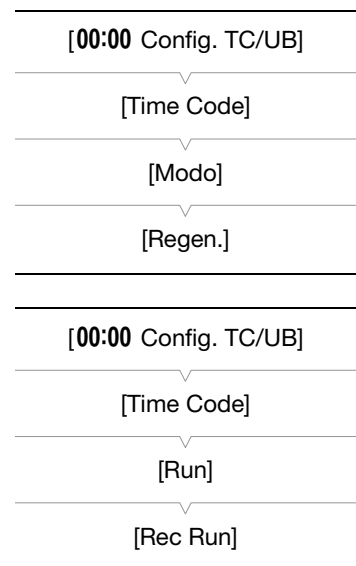 [00:00 Config. TC/UB]
[Time Code]
[Modo]
[Regen.]
[00:00 Config. TC/UB]
[Time Code]
[Run]
[Rec Run]